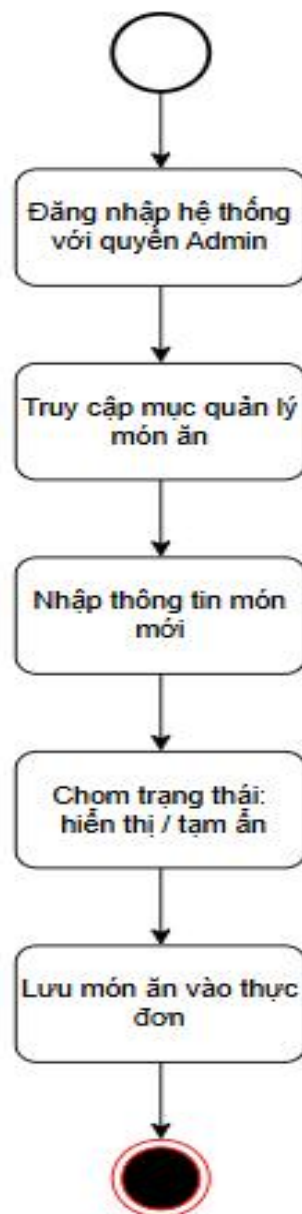 Đăng nhập hệ thống
với quyền Admin
Truy cập mục quản lý
món ăn
Nhập thông tin món
mới
Chom trạng thái:
hiển thị / tạm ẩn
Lưu món ăn vào thực
đơn